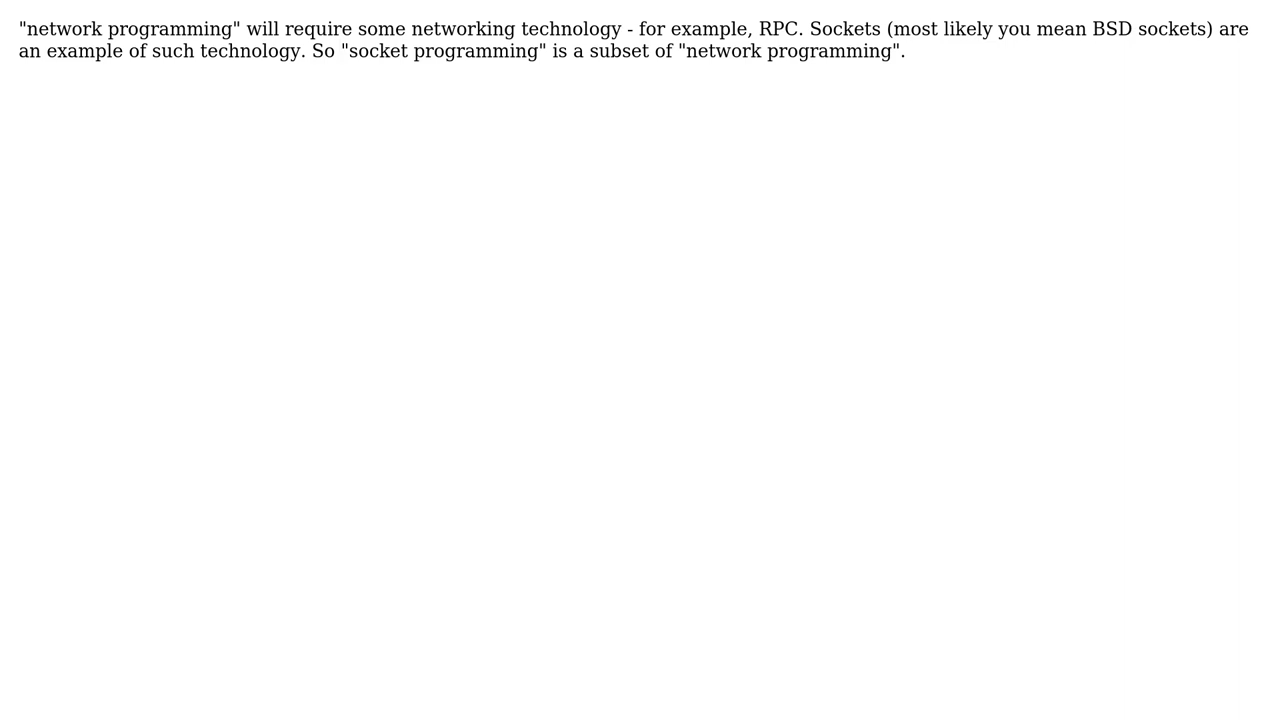 "network programming" will require some networking technology - for example, RPC. Sockets (most likely you mean BSD sockets) are
an example of such technology. So "socket programming" is a subset of "network programming".